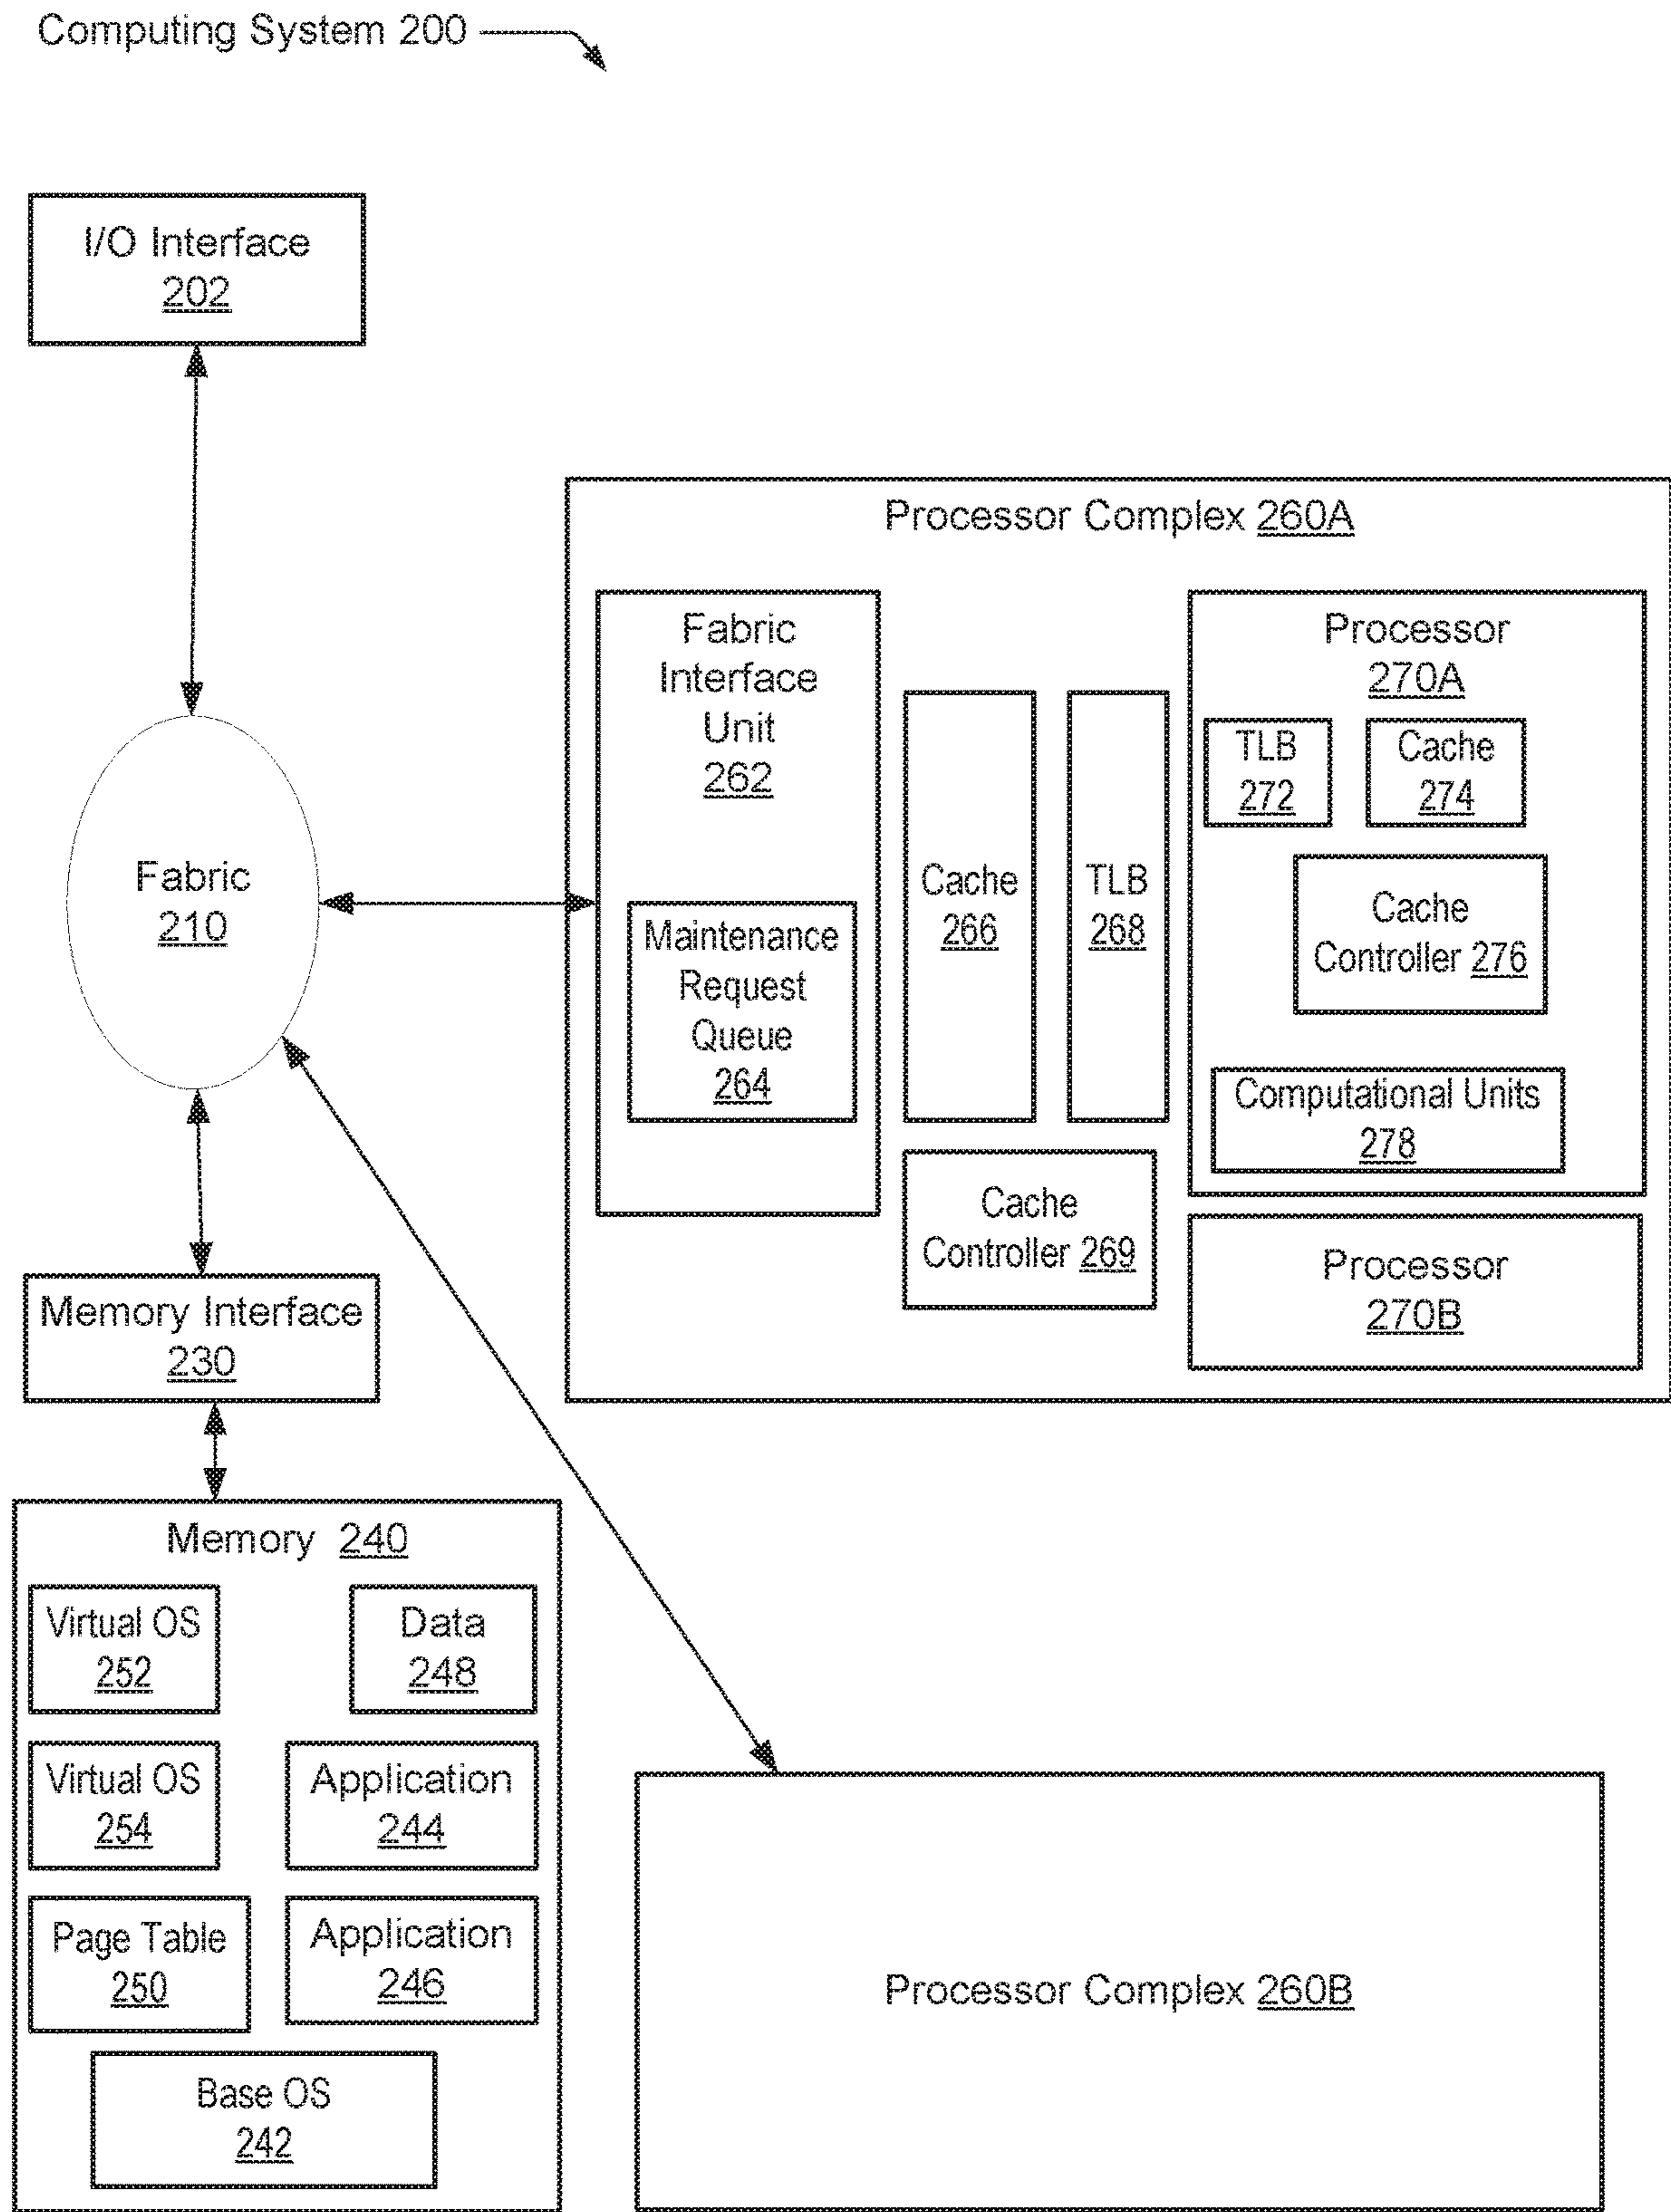 Computing System 200
I/O Interface
202
Fabric
210
Memory Interface
230
Memory 240
Virtual OS
252
Data
248
Virtual OS
254
Application
244
Page Table
250
Application
246
Base OS
242
Processor Complex 260A
Fabric
Interface
Unit
262
Maintenance
Request
Queue
264
Cache
266
TLB
268
Cache
Controller 269
Processor
270A
TLB
272
Cache
274
Cache
Controller 276
Computational Units
278
Processor
270B
Processor Complex 260B